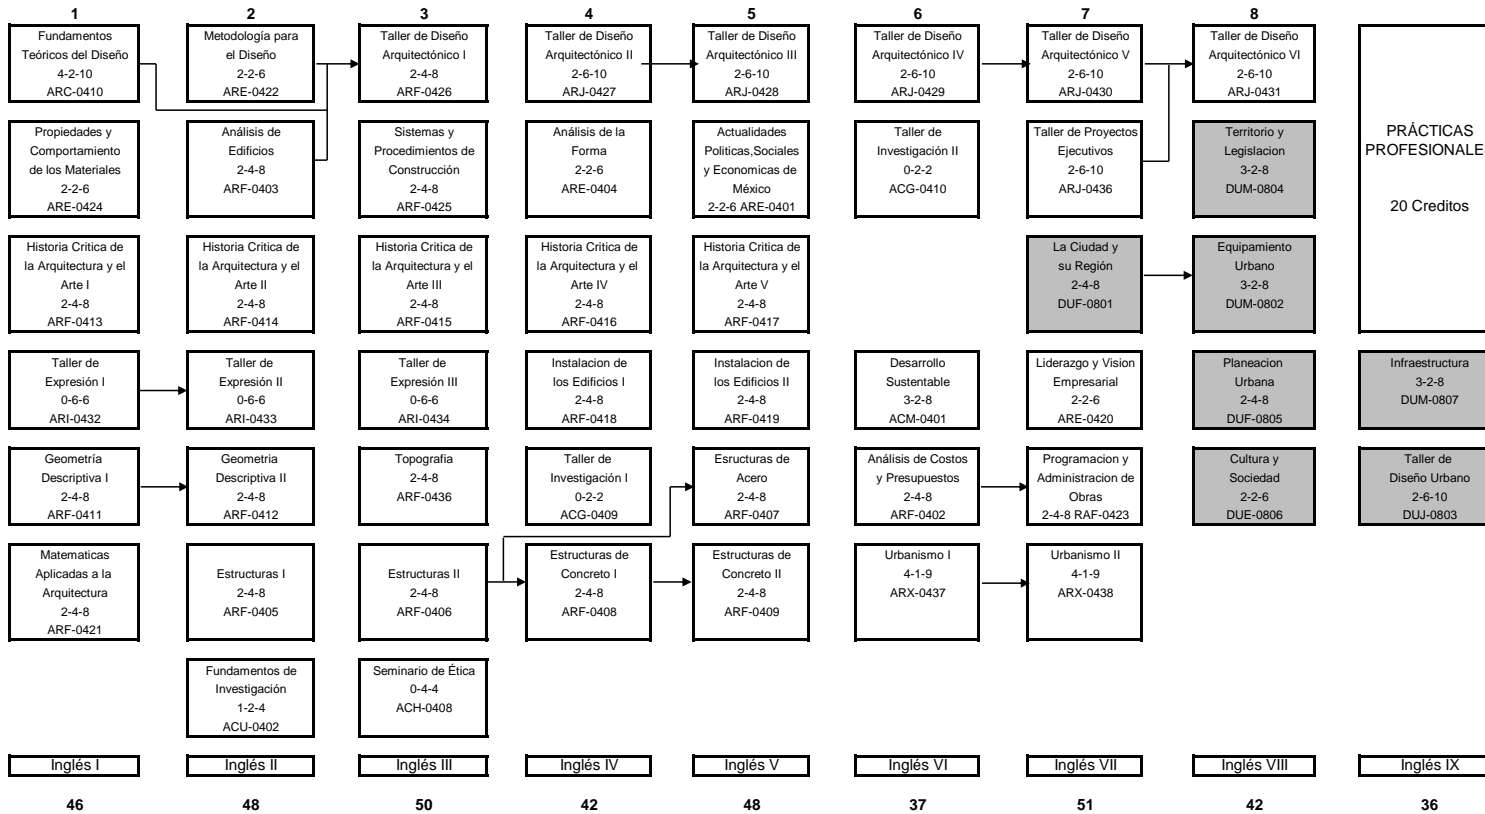 1
2
3
4
5
6
7
8
Fundamentos
Teóricos del Diseño
4-2-10
ARC-0410
Metodología para
el Diseño
2-2-6
ARE-0422
Taller de Diseño
Arquitectónico I
2-4-8
ARF-0426
Taller de Diseño
Arquitectónico II
2-6-10
ARJ-0427
Taller de Diseño
Arquitectónico III
2-6-10
ARJ-0428
Taller de Diseño
Arquitectónico IV
2-6-10
ARJ-0429
Taller de Diseño
Arquitectónico V
2-6-10
ARJ-0430
Taller de Diseño
Arquitectónico VI
2-6-10
ARJ-0431
PRÁCTICAS
PROFESIONALES
20 Creditos
Propiedades y
Comportamiento
de los Materiales
2-2-6
ARE-0424
Análisis de
Edificios
2-4-8
ARF-0403
Sistemas y
Procedimientos de
Construcción
2-4-8
ARF-0425
Análisis de la
Forma
2-2-6
ARE-0404
Actualidades
Politicas,Sociales
y Economicas de
México
2-2-6 ARE-0401
Taller de
Investigación II
0-2-2
ACG-0410
Taller de Proyectos
Ejecutivos
2-6-10
ARJ-0436
Territorio y
Legislacion
3-2-8
DUM-0804
Historia Critica de
la Arquitectura y el
Arte I
2-4-8
ARF-0413
Historia Critica de
la Arquitectura y el
Arte II
2-4-8
ARF-0414
Historia Critica de
la Arquitectura y el
Arte III
2-4-8
ARF-0415
Historia Critica de
la Arquitectura y el
Arte IV
2-4-8
ARF-0416
Historia Critica de
la Arquitectura y el
Arte V
2-4-8
ARF-0417
La Ciudad y
su Región
2-4-8
DUF-0801
Equipamiento
Urbano
3-2-8
DUM-0802
Taller de
Expresión I
0-6-6
ARI-0432
Taller de
Expresión II
0-6-6
ARI-0433
Taller de
Expresión III
0-6-6
ARI-0434
Instalacion de
los Edificios I
2-4-8
ARF-0418
Instalacion de
los Edificios II
2-4-8
ARF-0419
Desarrollo
Sustentable
3-2-8
ACM-0401
Liderazgo y Vision
Empresarial
2-2-6
ARE-0420
Planeacion
Urbana
2-4-8
DUF-0805
Infraestructura
3-2-8
DUM-0807
Geometría
Descriptiva I
2-4-8
ARF-0411
Geometria
Descriptiva II
2-4-8
ARF-0412
Topografia
2-4-8
ARF-0436
Taller de
Investigación I
0-2-2
ACG-0409
Esructuras de
Acero
2-4-8
ARF-0407
Análisis de Costos
y Presupuestos
2-4-8
ARF-0402
Programacion y
Administracion de
Obras
2-4-8 RAF-0423
Cultura y
Sociedad
2-2-6
DUE-0806
Taller de
Diseño Urbano
2-6-10
DUJ-0803
Matematicas
Aplicadas a la
Arquitectura
2-4-8
ARF-0421
Estructuras I
2-4-8
ARF-0405
Estructuras II
2-4-8
ARF-0406
Estructuras de
Concreto I
2-4-8
ARF-0408
Estructuras de
Concreto II
2-4-8
ARF-0409
Urbanismo I
4-1-9
ARX-0437
Urbanismo II
4-1-9
ARX-0438
Fundamentos de
Investigación
1-2-4
ACU-0402
Seminario de Ética
0-4-4
ACH-0408
Inglés I
Inglés II
Inglés III
Inglés IV
Inglés V
Inglés VI
Inglés VII
Inglés VIII
Inglés IX
46
48
50
42
48
37
51
42
36